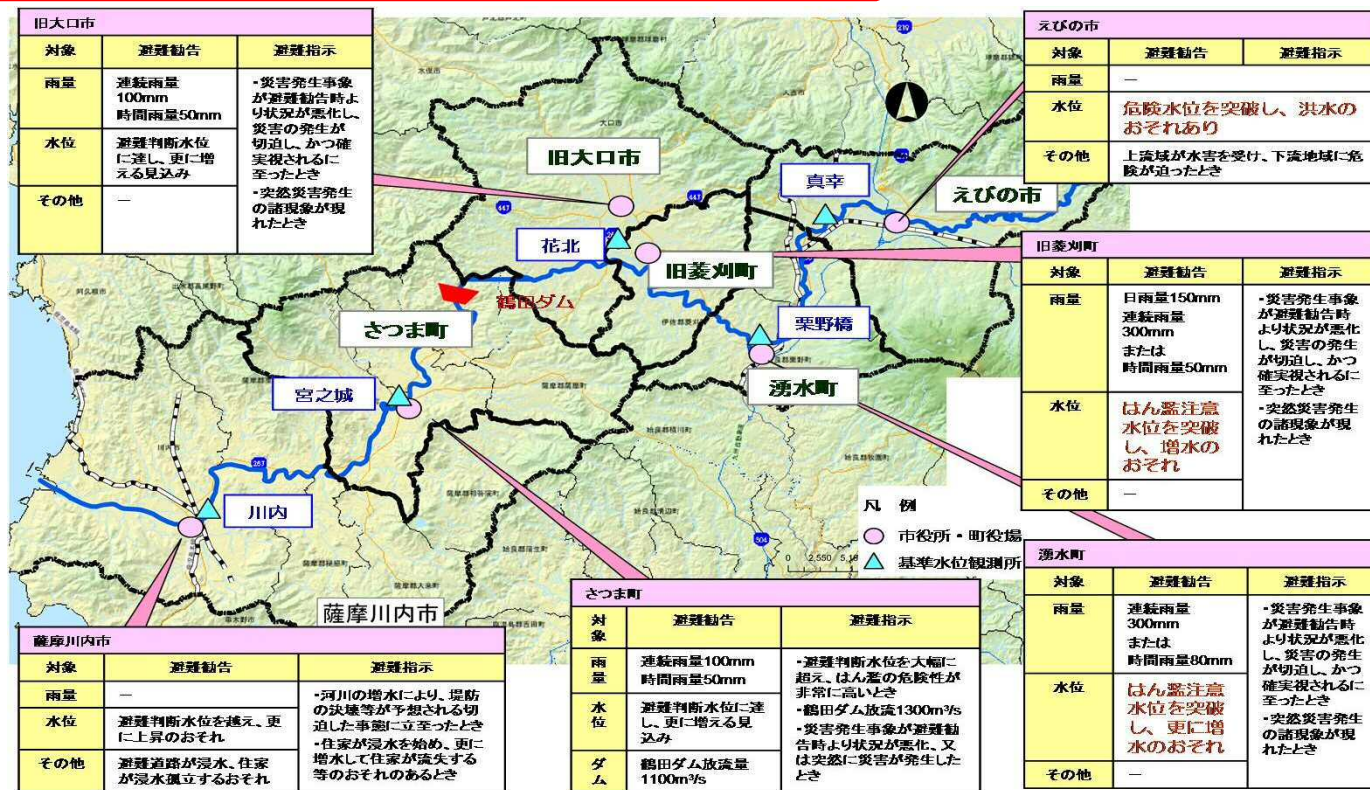 旧大口市
対象 避難勧告 避難指示
雨量 連続雨量
100mm
時間雨量50mm
水位 避難判断水位
に達し、更に増
える見込み
その他 ―
・災害発生事象
が避難勧告時よ
り状況が悪化し、
災害の発生が
切迫し、かつ確
実視されるに
至ったとき
・突然災害発生
の諸現象が現
れたとき
えびの市
対象 避難勧告 避難指示
雨量 ―
水位 危険水位を突破し、洪水の
おそれあり
その他 上流域が水害を受け、下流地域に危
険が迫ったとき
旧大口市
真幸
えびの市
花北
旧菱刈町
鶴田ダム
さつま町
栗野橋
湧水町
宮之城
川内
薩摩川内市
大口市
水俣市
人吉市
阿久根市
219
447
447
267
504
凡 例
市役所・町役場
基準水位観測所
0 2,550
旧菱刈町
対象 避難勧告 避難指示
雨量 日雨量150mm
連続雨量
300mm
または
時間雨量50mm
水位 はん濫注意
水位を突破
し、増水の
おそれ
その他 ―
・災害発生事象
が避難勧告時
より状況が悪化
し、災害の発生
が切迫し、かつ
確実視されるに
至ったとき
・突然災害発生
の諸現象が現
れたとき
湧水町
対象 避難勧告 避難指示
雨量 連続雨量
300mm
または
時間雨量80mm
水位 はん濫注意
水位を突破
し、更に増
水のおそれ
その他 ―
・災害発生事象
が避難勧告時
より状況が悪化
し、災害の発生
が切迫し、かつ
確実視されるに
至ったとき
・突然災害発生
の諸現象が現
れたとき
薩摩川内市
対象 避難勧告 避難指示
雨量 ―
水位 避難判断水位を越え、更
に上昇のおそれ
その他 避難道路が浸水、住家
が浸水孤立するおそれ
・河川の増水により、堤防
の決壊等が予想される切
迫した事態に立至ったとき
・住家が浸水を始め、更に
増水して住家が流失する
等のおそれのあるとき
さつま町
対象 避難勧告 避難指示
雨量 連続雨量100mm
時間雨量50mm
水位 避難判断水位に達
し、更に増える見
込み
ダム 鶴田ダム放流量
1100m³/s
・避難判断水位を大幅に
超え、はん濫の危険性が
非常に高いとき
・鶴田ダム放流1300m³/s
・災害発生事象が避難勧
告時より状況が悪化、又
は突然に災害が発生した
とき